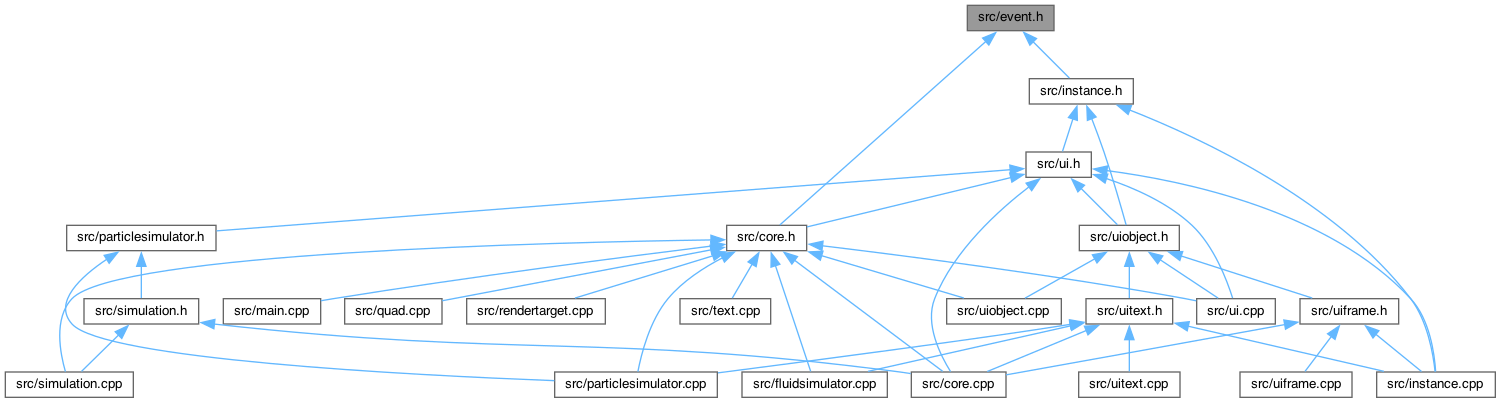 src/event.h
src/instance.h
src/ui.h
src/particlesimulator.h
src/core.h
src/uiobject.h
src/simulation.h
src/main.cpp
src/quad.cpp
src/rendertarget.cpp
src/text.cpp
src/uiobject.cpp
src/uitext.h
src/ui.cpp
src/uiframe.h
src/simulation.cpp
src/particlesimulator.cpp
src/fluidsimulator.cpp
src/core.cpp
src/uitext.cpp
src/uiframe.cpp
src/instance.cpp